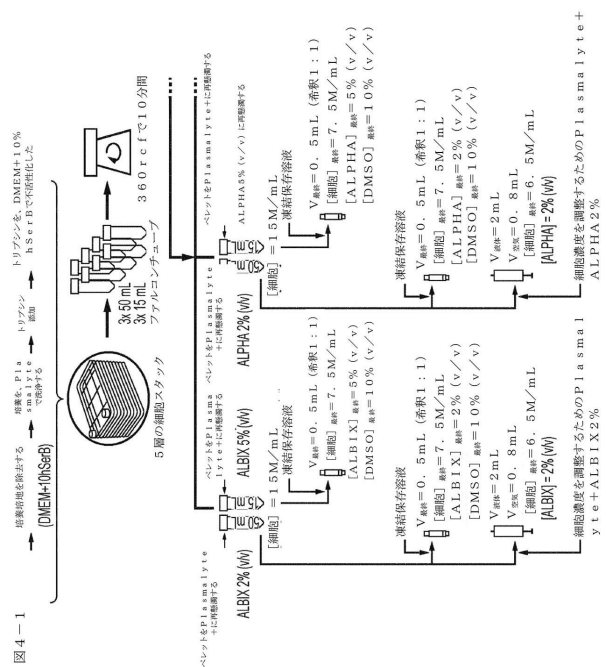 図4-1
培養培地を除去する
(DMEM+10hSerB)
培養を、Pla
smalyte
で洗浄する
トリプシン
添加
トリプシンを、DMEM+10%
hSerBで不活性化した
5層の細胞スタック
3x 50 mL
3x 15 mL
ファルコンチューブ
360rcfで10分間
ペレットをPlasmalyte
+に再懸濁する
ALBIX 2% (v/v)
ペレットをPlasma
lyte+に再懸濁する
ALBIX 5% (v/v)
[細胞]=15M/mL
凍結保存溶液
V最終=0.5mL(希釈1:1)
[細胞]最終=7.5M/mL
[ALBIX]最終=5%(v/v)
[DMSO]最終=10%(v/v)
凍結保存溶液
V最終=0.5mL(希釈1:1)
[細胞]最終=7.5M/mL
[ALBIX]最終=2%(v/v)
[DMSO]最終=10%(v/v)
V液体=2mL
V空気=0.8mL
[細胞]最終=6.5M/mL
[ALBIX] = 2% (v/v)
細胞濃度を調整するためのPlasmal
yte+ALBIX2%
ペレットをPlasmalyte
+に再懸濁する
ALPHA 2% (v/v)
ペレットをPlasmalyte+に再懸濁する
ALPHA5%(v/v)に再懸濁する
[細胞]=15M/mL
凍結保存溶液
V最終=0.5mL(希釈1:1)
[細胞]最終=7.5M/mL
[ALPHA]最終=5%(v/v)
[DMSO]最終=10%(v/v)
凍結保存溶液
V最終=0.5mL(希釈1:1)
[細胞]最終=7.5M/mL
[ALPHA]最終=2%(v/v)
[DMSO]最終=10%(v/v)
V液体=2mL
V空気=0.8mL
[細胞]最終=6.5M/mL
[ALPHA] = 2% (v/v)
細胞濃度を調整するためのPlasmalyte+
ALPHA2%